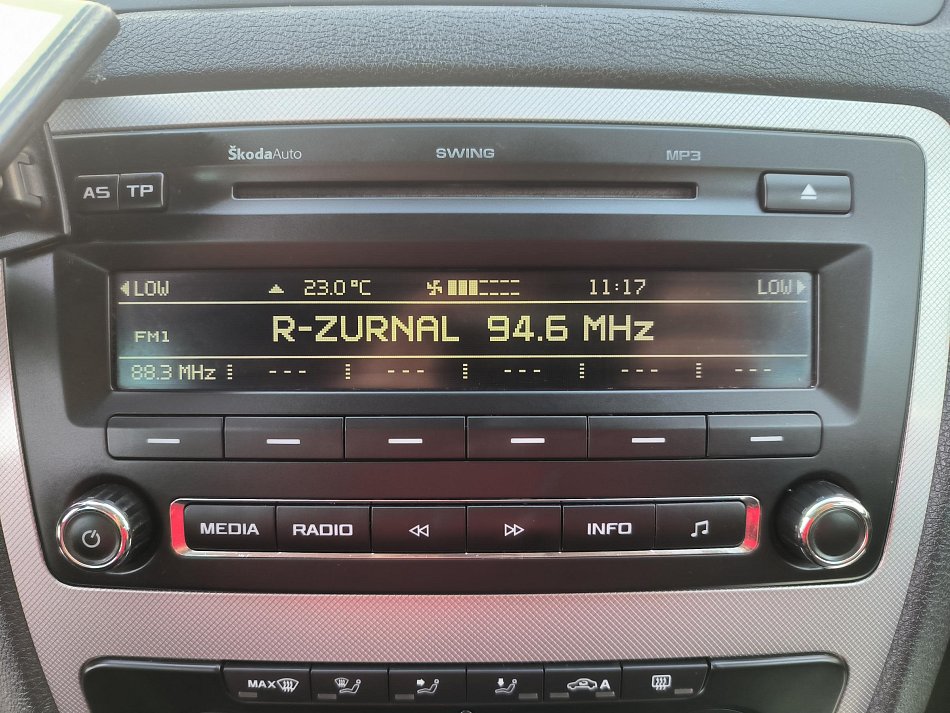 ŠkodaAuto SWING MP3
AS TP
LOW 23.0 °C 11:17 LOW
FM1 R-ZURNAL 94.6 MHz
88.3 MHz --- --- --- --- ---
MEDIA RADIO INFO
MAX A